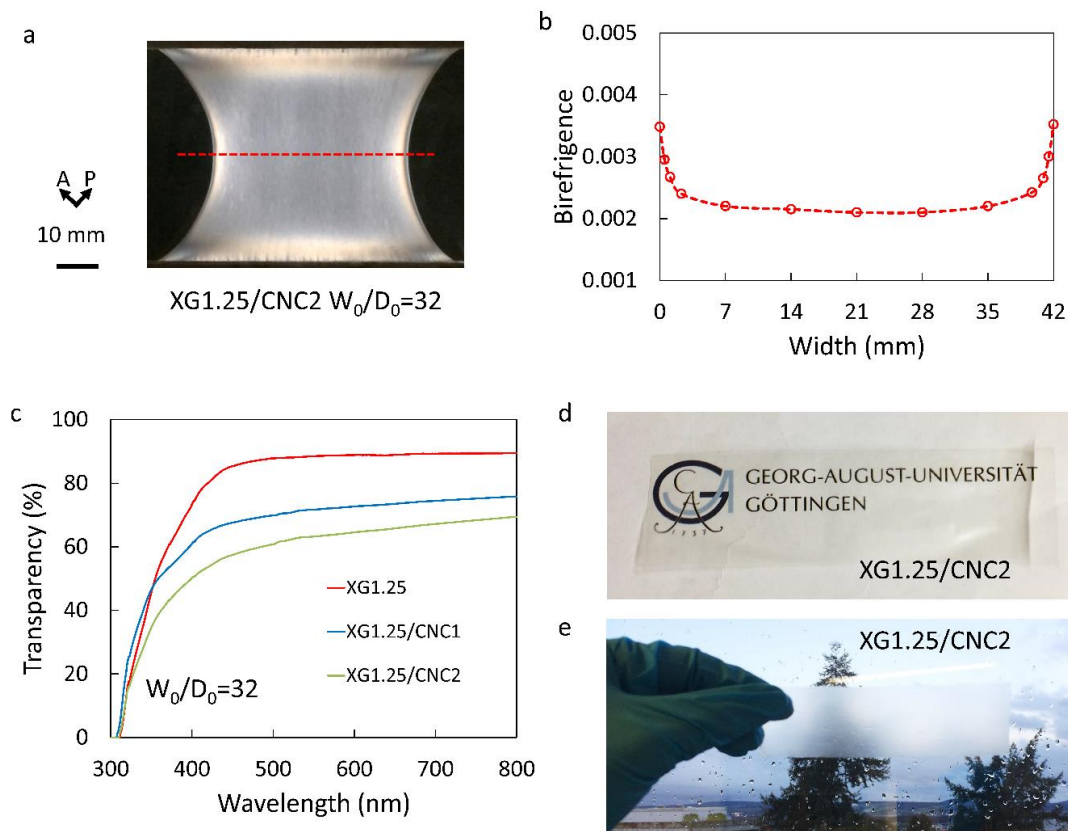 a
A P
10 mm
XG1.25/CNC2 W₀/D₀=32
b
0.005
0.004
0.003
0.002
0.001
Birefrigence
0 7 14 21 28 35 42
Width (mm)
c
100
80
60
40
20
0
Transparency (%)
XG1.25
XG1.25/CNC1
XG1.25/CNC2
W₀/D₀=32
300 400 500 600 700 800
Wavelength (nm)
d
GEORG-AUGUST-UNIVERSITÄT
GÖTTINGEN
1737
XG1.25/CNC2
e
XG1.25/CNC2